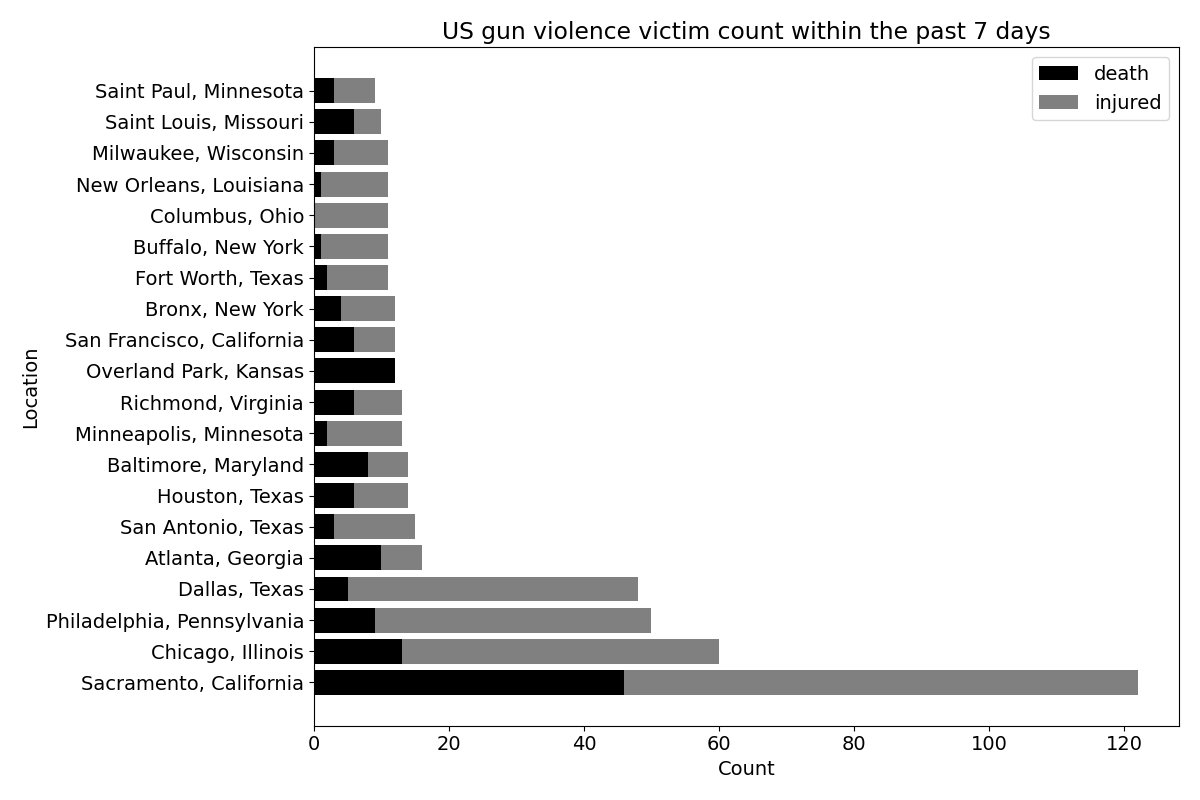 US gun violence victim count within the past 7 days
death
injured
Saint Paul, Minnesota
Saint Louis, Missouri
Milwaukee, Wisconsin
New Orleans, Louisiana
Columbus, Ohio
Buffalo, New York
Fort Worth, Texas
Bronx, New York
San Francisco, California
Overland Park, Kansas
Richmond, Virginia
Minneapolis, Minnesota
Baltimore, Maryland
Houston, Texas
San Antonio, Texas
Atlanta, Georgia
Dallas, Texas
Philadelphia, Pennsylvania
Chicago, Illinois
Sacramento, California
Location
0 20 40 60 80 100 120
Count